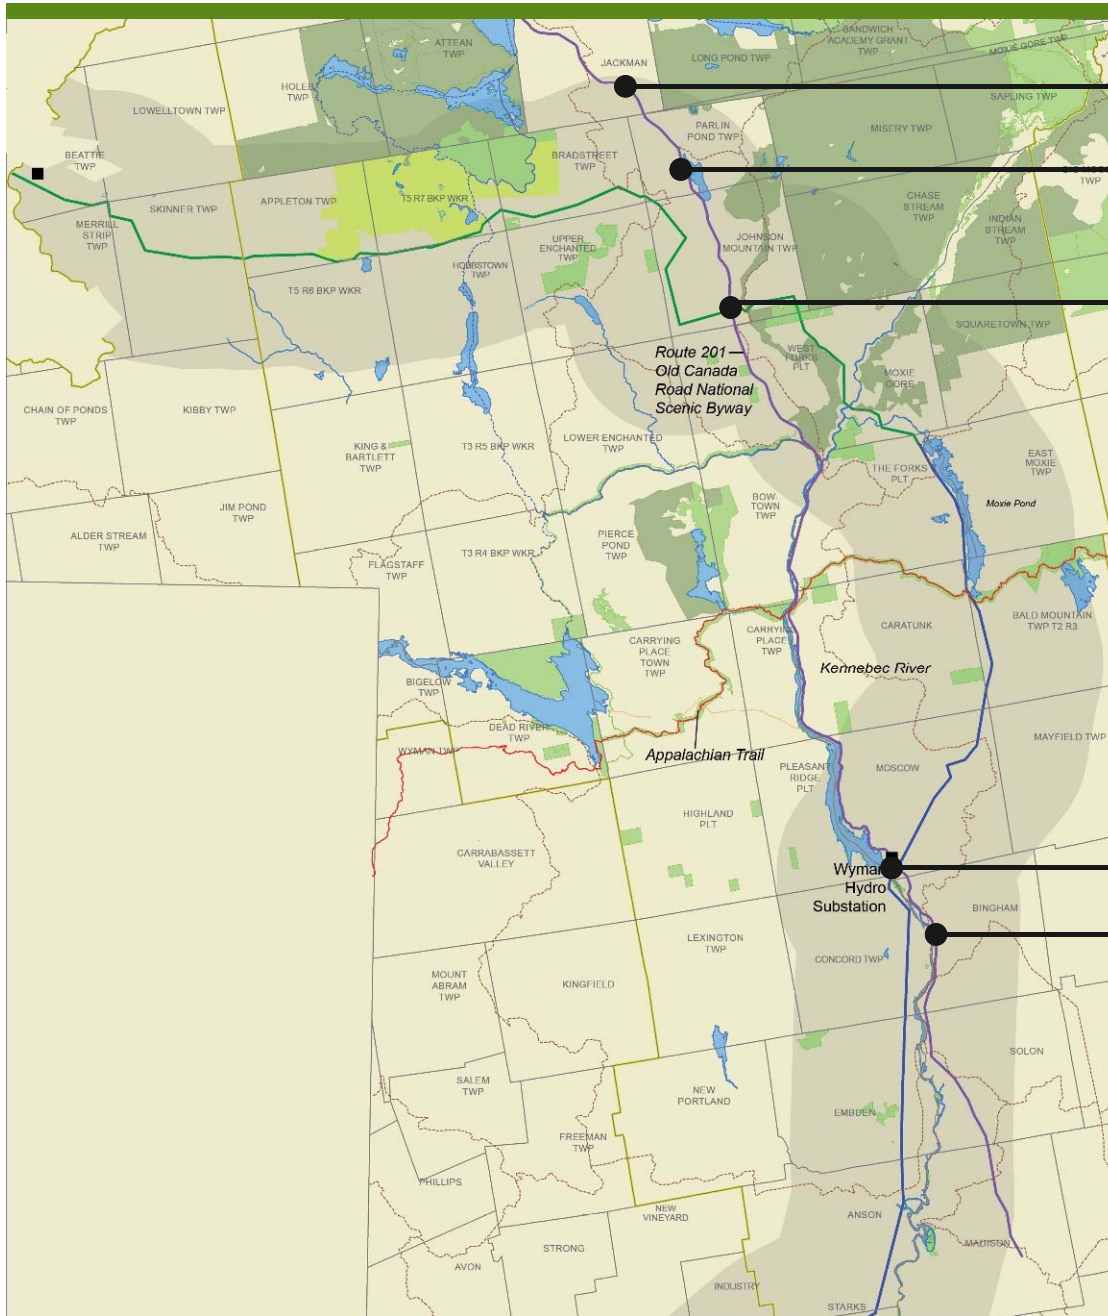 SANDWICH
ACADEMY GRANT
TWP
ATTEAN
TWP
MOXIE GORE TWP
JACKMAN
LONG POND TWP
HOLEB
TWP
SAPLING TWP
LOWELLTOWN TWP
PARLIN
POND TWP
MISERY TWP
BEATTIE
TWP
BRADSTREET
TWP
TWP
SKINNER TWP
APPLETON TWP
T5 R7 BKP WKR
CHASE
STREAM
TWP
MERRILL
STRIP
TWP
INDIAN
STREAM
TWP
UPPER
ENCHANTED
TWP
JOHNSON
MOUNTAIN TWP
HOBBSTOWN
TWP
T5 R6 BKP WKR
SQUARETOWN TWP
Route 201—
Old Canada
Road National
Scenic Byway
WEST
FORKS
PLT
MOXIE
GORE
CHAIN OF PONDS
TWP
KIBBY TWP
KING &
BARTLETT
TWP
T3 R5 BKP WKR
LOWER ENCHANTED
TWP
EAST
MOXIE
TWP
THE FORKS
PLT
Moxie Pond
JIM POND
TWP
BOW-
TOWN
TWP
ALDER STREAM
TWP
PIERCE
POND
TWP
T3 R4 BKP WKR
FLAGSTAFF
TWP
BALD MOUNTAIN
TWP T2 R3
CARATUNK
CARRYING
PLACE
TOWN
TWP
CARRYING
PLACE
TWP
Kennebec River
BIGELOW
TWP
DEAD RIVER
TWP
MAYFIELD TWP
WYMAN TWP
Appalachian Trail
PLEASANT
RIDGE
PLT
MOSCOW
HIGHLAND
PLT
CARRABASSETT
VALLEY
Wyman
Hydro
Substation
BINGHAM
LEXINGTON
TWP
CONCORD TWP
MOUNT
ABRAM
TWP
KINGFIELD
SOLON
SALEM
TWP
NEW
PORTLAND
EMBDEN
FREEMAN
TWP
PHILLIPS
NEW
VINEYARD
ANSON
MADISON
STRONG
AVON
INDUSTRY
STARKS